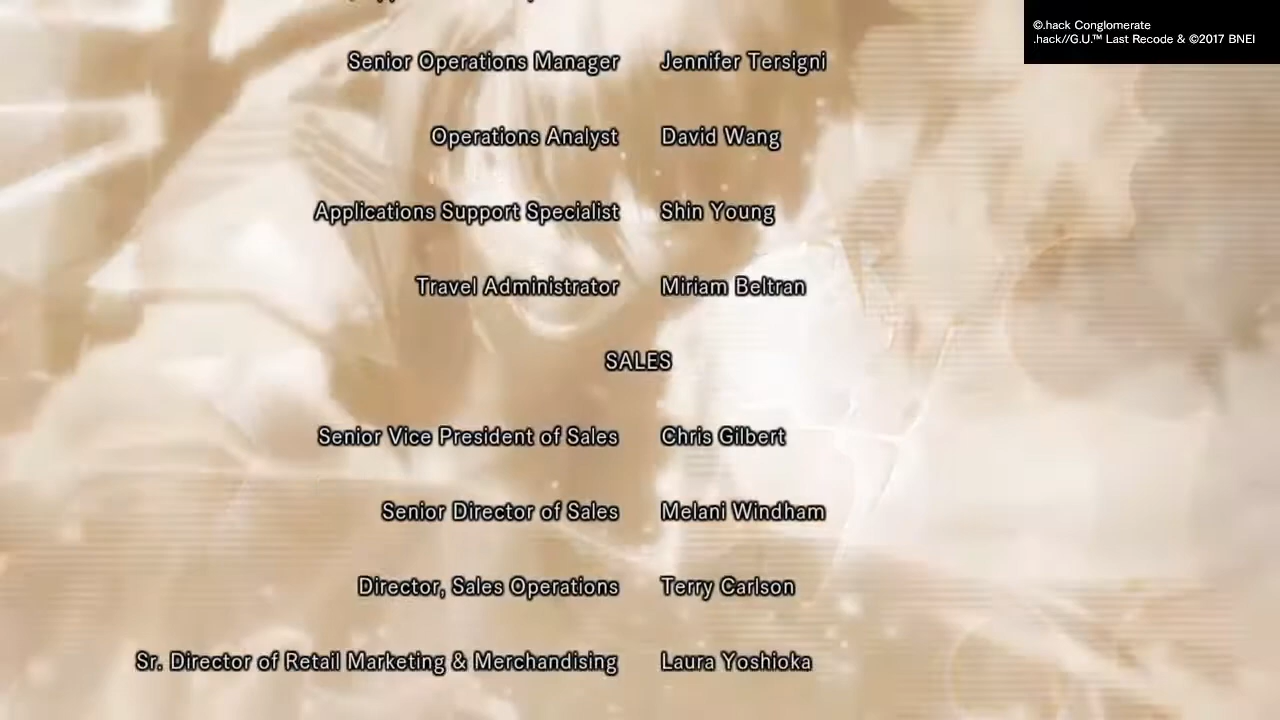 ©.hack Conglomerate
.hack//G.U.™ Last Recode & ©2017 BNEI
Senior Operations Manager Jennifer Tersigni
Operations Analyst David Wang
Applications Support Specialist Shin Young
Travel Administrator Miriam Beltran
SALES
Senior Vice President of Sales Chris Gilbert
Senior Director of Sales Melani Windham
Director, Sales Operations Terry Carlson
Sr. Director of Retail Marketing & Merchandising Laura Yoshioka